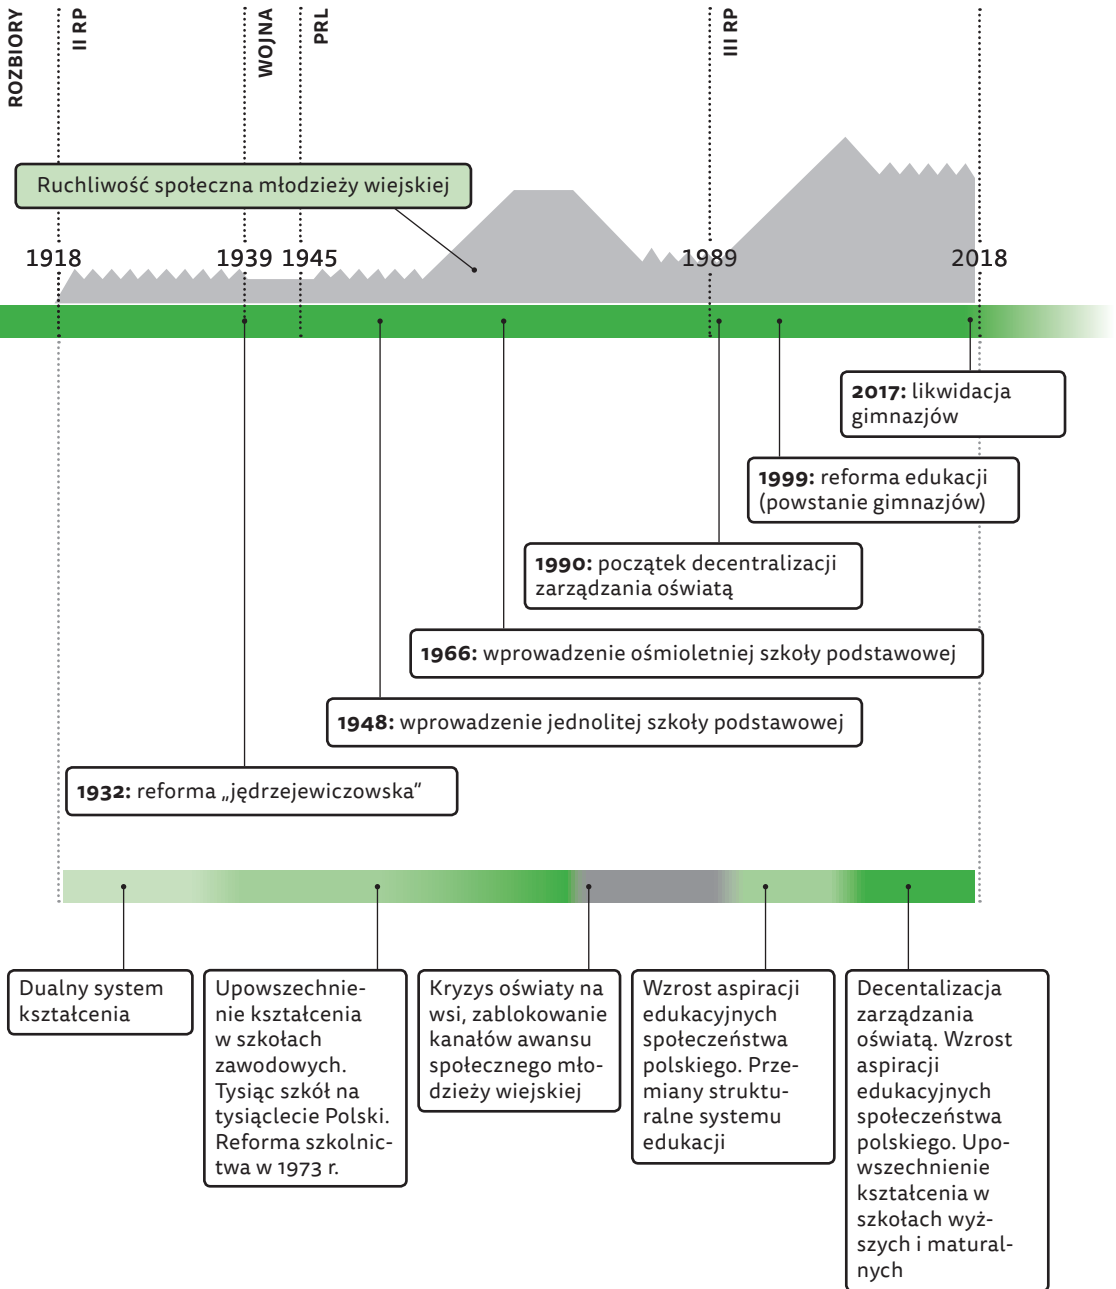 ROZBIORY
II RP
WOJNA
PRL
III RP
Ruchliwość społeczna młodzieży wiejskiej
1918
1939
1945
1989
2018
2017: likwidacja
gimnazjów
1999: reforma edukacji
(powstanie gimnazjów)
1990: początek decentralizacji
zarządzania oświatą
1966: wprowadzenie ośmioletniej szkoły podstawowej
1948: wprowadzenie jednolitej szkoły podstawowej
1932: reforma „jędrzejewiczowska”
Dualny system
kształcenia
Upowszechnie-
nie kształcenia
w szkołach
zawodowych.
Tysiąc szkół na
tysiąclecie Polski.
Reforma szkolnic-
twa w 1973 r.
Kryzys oświaty na
wsi, zablokowanie
kanałów awansu
społecznego mło-
dzieży wiejskiej
Wzrost aspiracji
edukacyjnych
społeczeństwa
polskiego. Prze-
miany struktu-
ralne systemu
edukacji
Decentalizacja
zarządzania
oświatą. Wzrost
aspiracji
edukacyjnych
społeczeństwa
polskiego. Upo-
wszechnienie
kształcenia w
szkołach wyż-
szych i matural-
nych